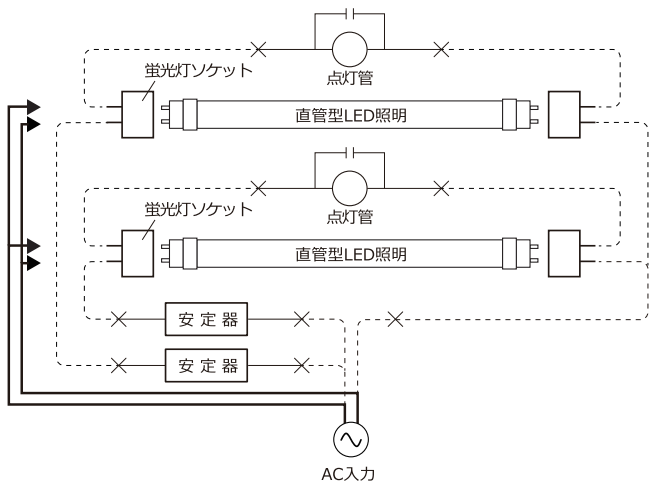 点灯管
蛍光灯ソケット
直管型LED照明
点灯管
蛍光灯ソケット
直管型LED照明
安定器
安定器
AC入力